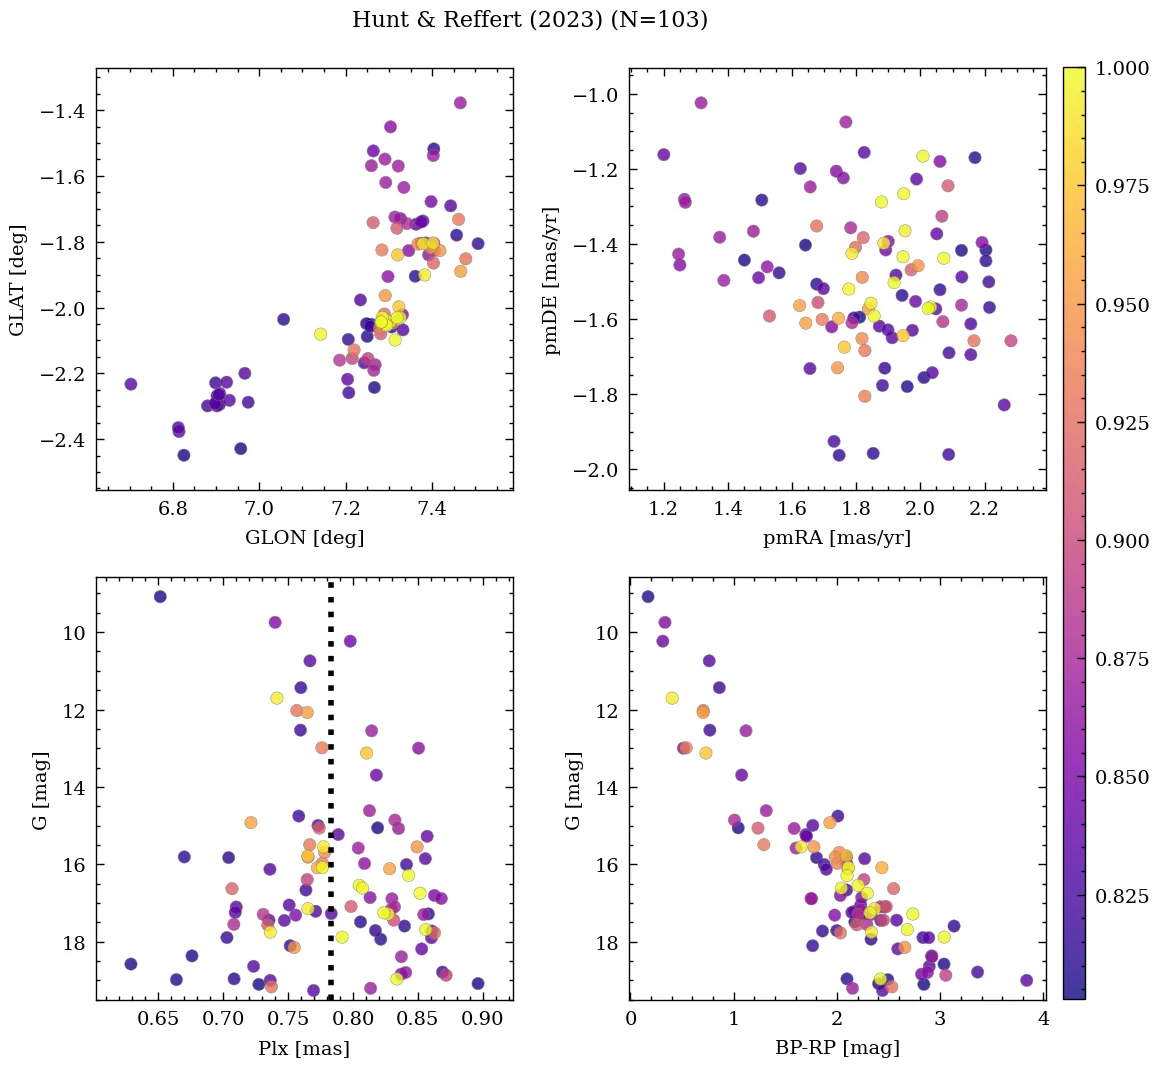 Hunt & Reffert (2023) (N=103)
−1.4
−1.6
−1.8
−2.0
−2.2
−2.4
GLAT [deg]
6.8 7.0 7.2 7.4
GLON [deg]
−1.0
−1.2
−1.4
−1.6
−1.8
−2.0
pmDE [mas/yr]
1.2 1.4 1.6 1.8 2.0 2.2
pmRA [mas/yr]
10
12
14
16
18
G [mag]
0.65 0.70 0.75 0.80 0.85 0.90
Plx [mas]
10
12
14
16
18
G [mag]
0 1 2 3 4
BP-RP [mag]
1.000
0.975
0.950
0.925
0.900
0.875
0.850
0.825